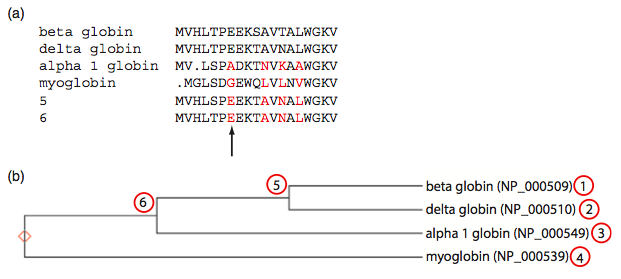 (a)
beta globin MVHLTPEEKSAVTALWGKV
delta globin MVHLTPEEKTAVNALWGKV
alpha 1 globin MV.LSPADKTNVKAAWGKV
myoglobin .MGLSDGEWQLVLNVWGKV
5 MVHLSPEEKTAVNALWGKV
6 MVHLTPEEKTAVNALWGKV
(b)
5
beta globin (NP_000509) 1
6
delta globin (NP_000510) 2
alpha 1 globin (NP_000549) 3
myoglobin (NP_000539) 4